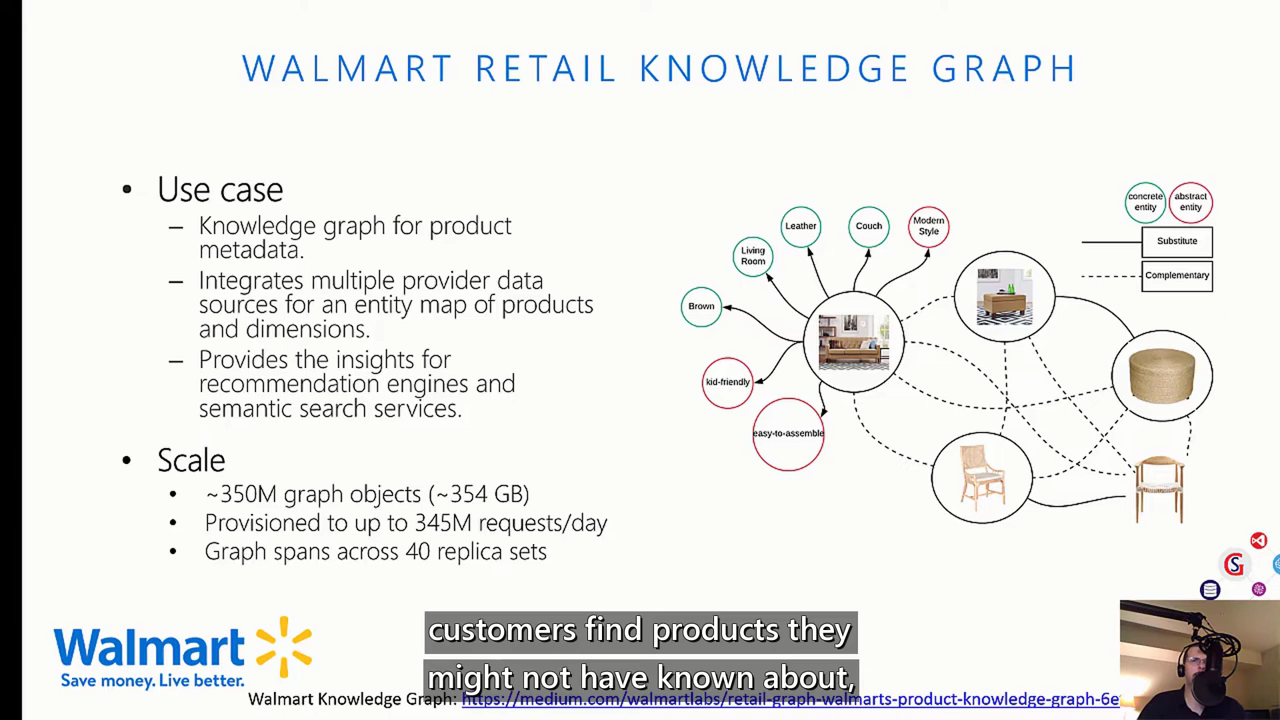 WALMART RETAIL KNOWLEDGE GRAPH
• Use case
– Knowledge graph for product
metadata.
– Integrates multiple provider data
sources for an entity map of products
and dimensions.
– Provides the insights for
recommendation engines and
semantic search services.
• Scale
• ~350M graph objects (~354 GB)
• Provisioned to up to 345M requests/day
• Graph spans across 40 replica sets
concrete
entity
abstract
entity
Substitute
Complementary
Modern
Style
Couch
Leather
Living
Room
Brown
kid-friendly
easy-to-assemble
GS
customers find products they
might not have known about,
Walmart
Save money. Live better.
Walmart Knowledge Graph: https://medium.com/walmartlabs/retail-graph-walmarts-product-knowledge-graph-6e